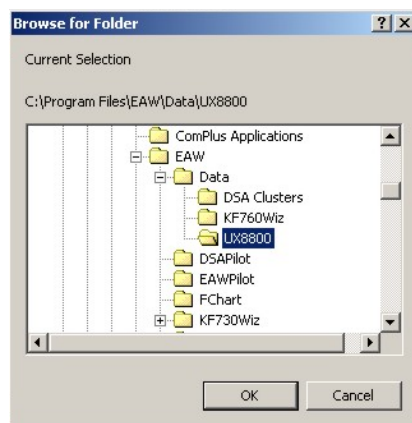 Browse for Folder
Current Selection
C:\Program Files\EAW\Data\UX8800
ComPlus Applications
EAW
Data
DSA Clusters
KF760Wiz
UX8800
DSAPilot
EAWPilot
FChart
KF730Wiz
OK Cancel